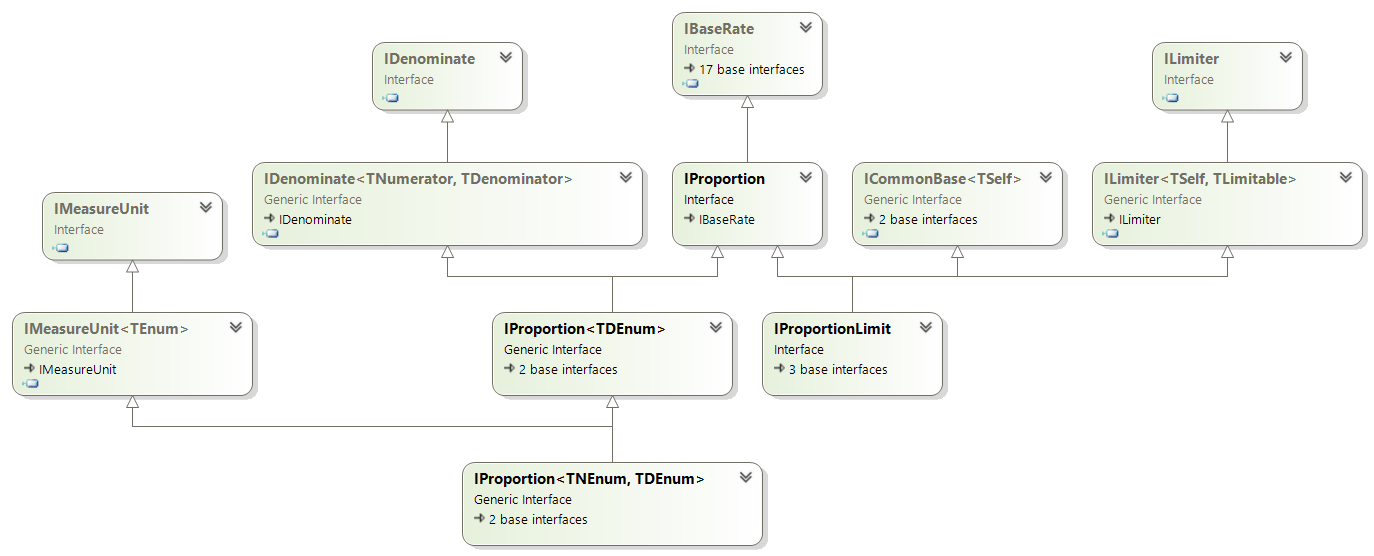 IBaseRate
Interface
17 base interfaces
IDenominate
Interface
ILimiter
Interface
IDenominate<TNumerator, TDenominator>
Generic Interface
IDenominate
IProportion
Interface
IBaseRate
ICommonBase<TSelf>
Generic Interface
2 base interfaces
ILimiter<TSelf, TLimitable>
Generic Interface
ILimiter
IMeasureUnit
Interface
IMeasureUnit<TEnum>
Generic Interface
IMeasureUnit
IProportion<TDEnum>
Generic Interface
2 base interfaces
IProportionLimit
Interface
3 base interfaces
IProportion<TNEnum, TDEnum>
Generic Interface
2 base interfaces